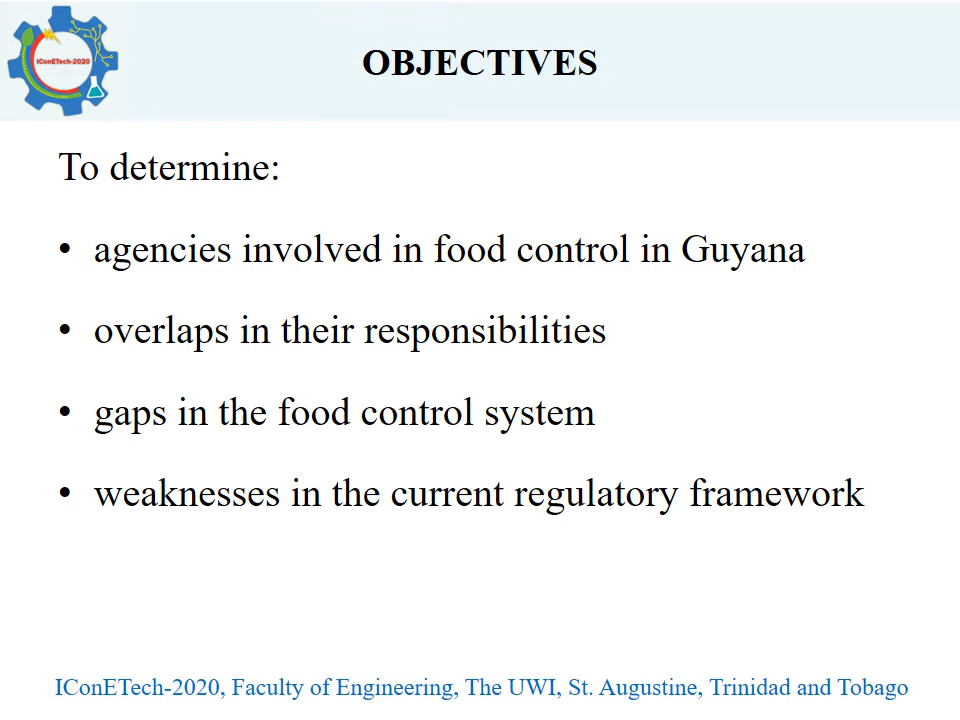 IConETech-2020
OBJECTIVES
To determine:
• agencies involved in food control in Guyana
• overlaps in their responsibilities
• gaps in the food control system
• weaknesses in the current regulatory framework
IConETech-2020, Faculty of Engineering, The UWI, St. Augustine, Trinidad and Tobago